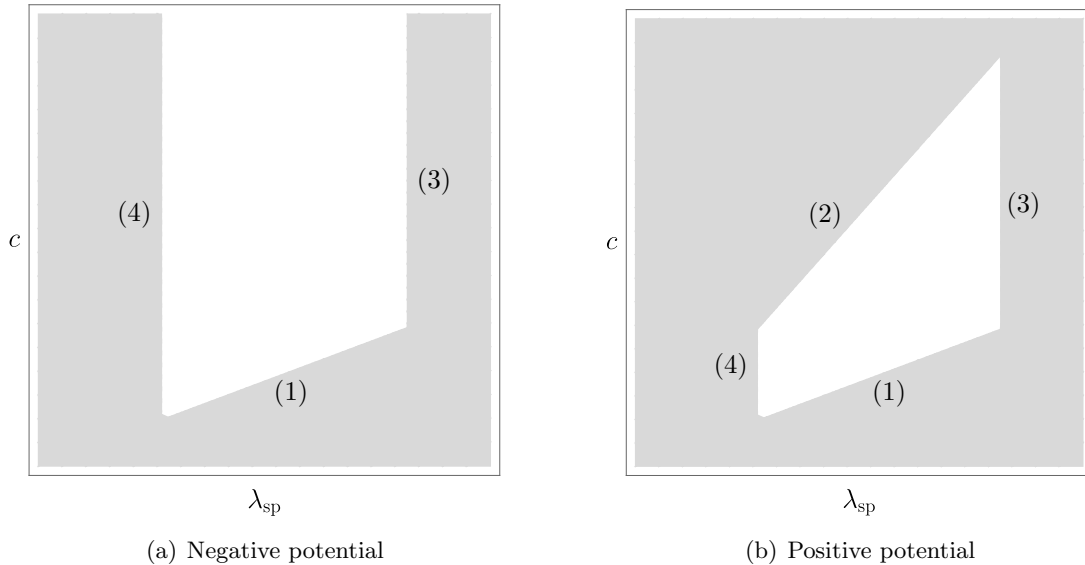 (4)
(3)
c
(1)
λsp
(a) Negative potential
(2)
(3)
c
(4)
(1)
λsp
(b) Positive potential